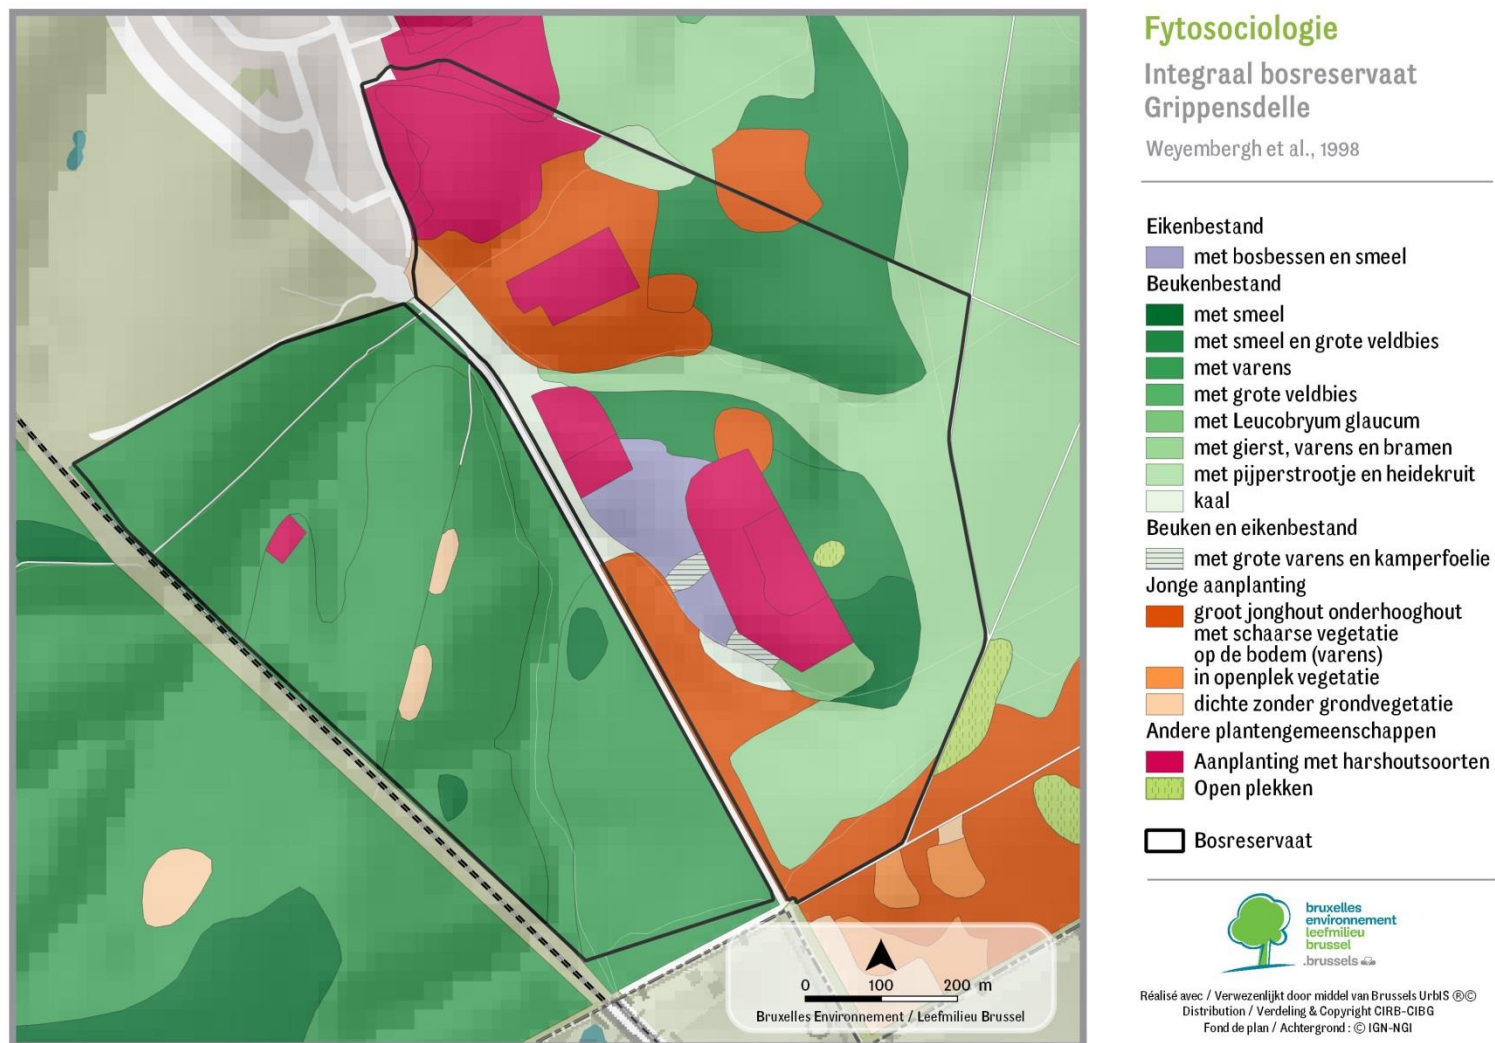 Fytosociologie
Integraal bosreservaat
Grippensdelle
Weyembergh et al., 1998
Eikenbestand
met bosbessen en smeel
Beukenbestand
met smeel
met smeel en grote veldbies
met varens
met grote veldbies
met Leucobryum glaucum
met gierst, varens en bramen
met pijperstrootje en heidekruit
kaal
Beuken en eikenbestand
met grote varens en kamperfoelie
Jonge aanplanting
groot jonghout onderhooghout
met schaarse vegetatie
op de bodem (varens)
in openplek vegetatie
dichte zonder grondvegetatie
Andere plantengemeenschappen
Aanplanting met harshoutsoorten
Open plekken
Bosreservaat
bruxelles
environnement
leefmilieu
brussel
.brussels
Réalisé avec / Verwezenlijkt door middel van Brussels UrbIS ®©
Distribution / Verdeling & Copyright CIRB-CIBG
Fond de plan / Achtergrond : © IGN-NGI
0 100 200 m
Bruxelles Environnement / Leefmilieu Brussel